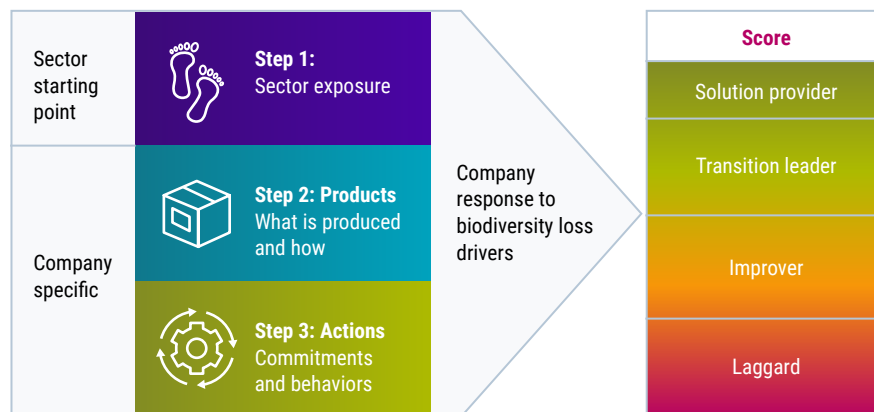 Sector
starting
point
Step 1:
Sector exposure
Company
specific
Step 2: Products
What is produced
and how
Step 3: Actions
Commitments
and behaviors
Company
response to
biodiversity loss
drivers
Score
Solution provider
Transition leader
Improver
Laggard